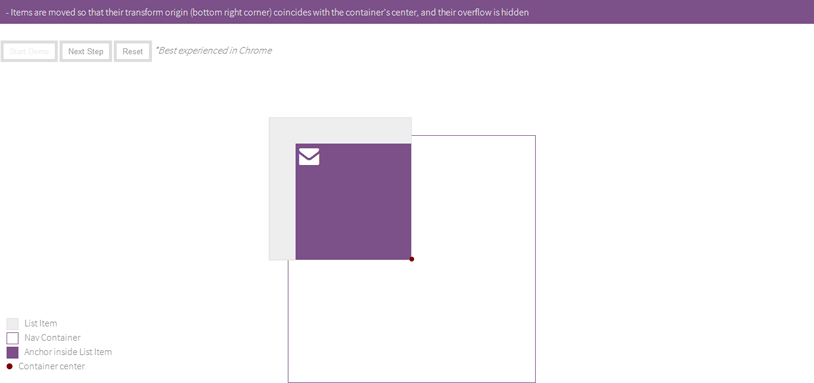 - Items are moved so that their transform origin (bottom right corner) coincides with the container's center, and their overflow is hidden
Start Demo Next Step Reset *Best experienced in Chrome
List Item
Nav Container
Anchor inside List Item
Container center